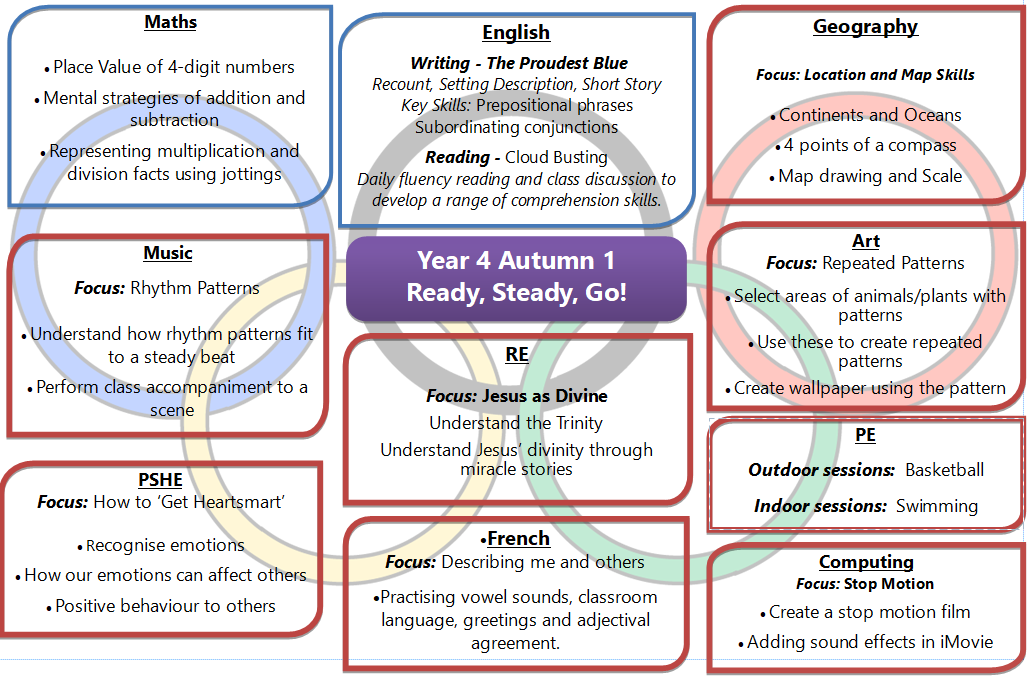 Maths
•Place Value of 4-digit numbers
•Mental strategies of addition and
subtraction
•Representing multiplication and
division facts using jottings
English
Writing - The Proudest Blue
Recount, Setting Description, Short Story
Key Skills: Prepositional phrases
Subordinating conjunctions
Reading - Cloud Busting
Daily fluency reading and class discussion to
develop a range of comprehension skills.
Geography
Focus: Location and Map Skills
•Continents and Oceans
•4 points of a compass
•Map drawing and Scale
Music
Focus: Rhythm Patterns
•Understand how rhythm patterns fit
to a steady beat
•Perform class accompaniment to a
scene
Year 4 Autumn 1
Ready, Steady, Go!
Art
Focus: Repeated Patterns
•Select areas of animals/plants with
patterns
•Use these to create repeated
patterns
•Create wallpaper using the pattern
RE
Focus: Jesus as Divine
Understand the Trinity
Understand Jesus’ divinity through
miracle stories
PE
Outdoor sessions: Basketball
Indoor sessions: Swimming
PSHE
Focus: How to ‘Get Heartsmart’
•Recognise emotions
•How our emotions can affect others
•Positive behaviour to others
•French
Focus: Describing me and others
•Practising vowel sounds, classroom
language, greetings and adjectival
agreement.
Computing
Focus: Stop Motion
•Create a stop motion film
•Adding sound effects in iMovie